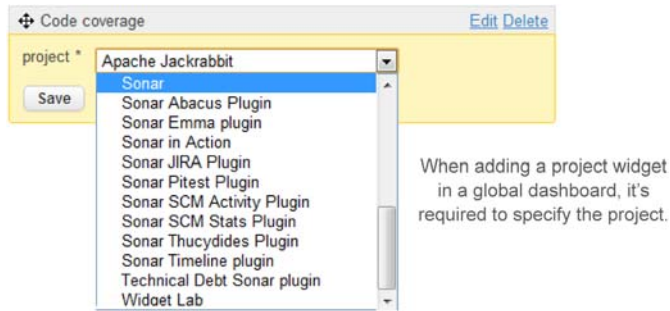 Code coverage Edit Delete
project * Apache Jackrabbit
Save
Sonar
Sonar Abacus Plugin
Sonar Emma plugin
Sonar in Action
Sonar JIRA Plugin
Sonar Pitest Plugin
Sonar SCM Activity Plugin
Sonar SCM Stats Plugin
Sonar Thucydides Plugin
Sonar Timeline plugin
Technical Debt Sonar plugin
Widget Lab
When adding a project widget
in a global dashboard, it's
required to specify the project.